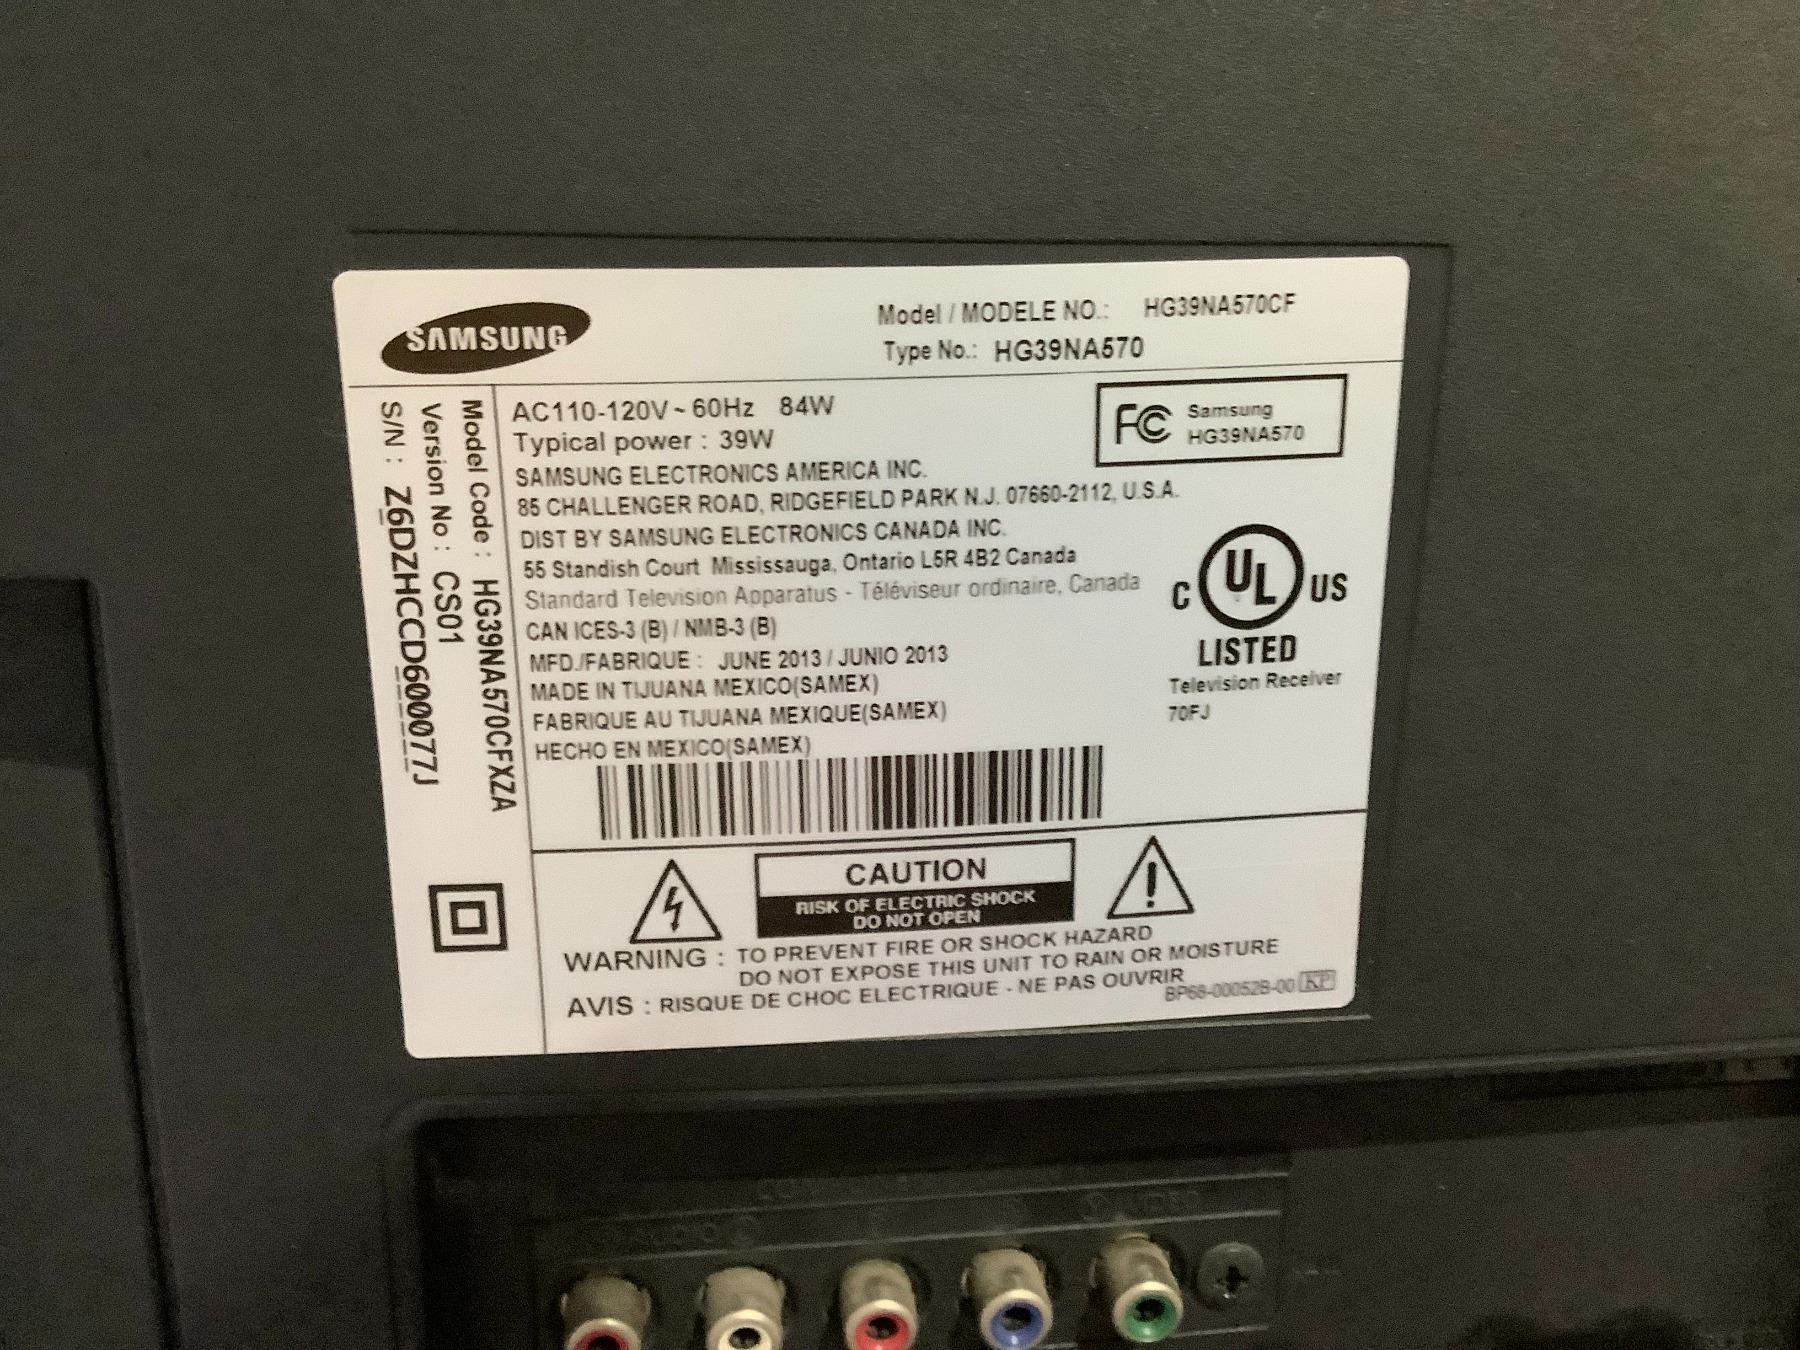 SAMSUNG
Model / MODELE NO.: HG39NA570CF
Type No.: HG39NA570
Model Code : HG39NA570CFXZA
Version No : CS01
S/N : Z6DZHCCD600077J
AC110-120V~60Hz 84W
Typical power : 39W
FC Samsung
HG39NA570
SAMSUNG ELECTRONICS AMERICA INC.
85 CHALLENGER ROAD, RIDGEFIELD PARK N.J. 07660-2112, U.S.A.
DIST BY SAMSUNG ELECTRONICS CANADA INC.
55 Standish Court Mississauga, Ontario L5R 4B2 Canada
Standard Television Apparatus - Téléviseur ordinaire, Canada
CAN ICES-3 (B) / NMB-3 (B)
MFD./FABRIQUE : JUNE 2013 / JUNIO 2013
MADE IN TIJUANA MEXICO(SAMEX)
FABRIQUE AU TIJUANA MEXIQUE(SAMEX)
HECHO EN MEXICO(SAMEX)
C UL US
LISTED
Television Receiver
70FJ
CAUTION
RISK OF ELECTRIC SHOCK
DO NOT OPEN
WARNING : TO PREVENT FIRE OR SHOCK HAZARD
DO NOT EXPOSE THIS UNIT TO RAIN OR MOISTURE
AVIS : RISQUE DE CHOC ELECTRIQUE - NE PAS OUVRIR
BP68-00052B-00 KP